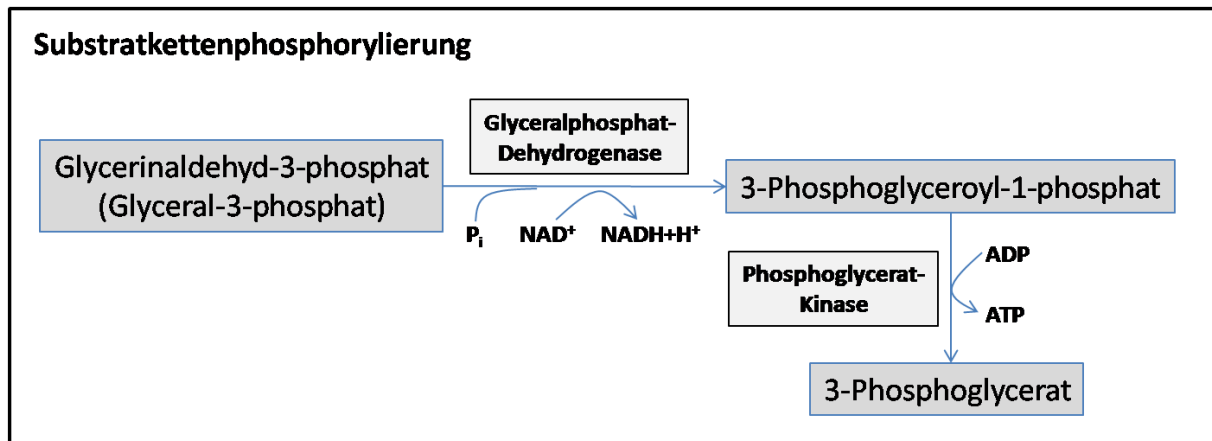 Substratkettenphosphorylierung
Glyceralphosphat-
Dehydrogenase
Glycerinaldehyd-3-phosphat
(Glyceral-3-phosphat)
3-Phosphoglyceroyl-1-phosphat
Pi NAD+ NADH+H+
Phosphoglycerat-
Kinase
ADP
ATP
3-Phosphoglycerat